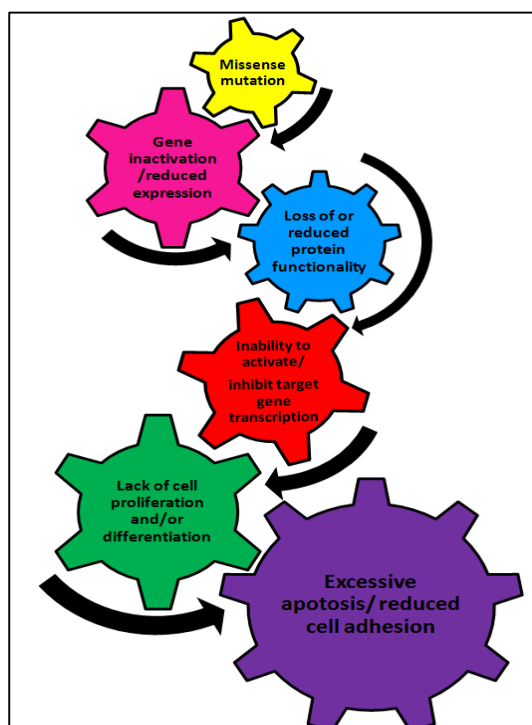 Missense
mutation
Gene
inactivation
/reduced
expression
Loss of or
reduced
protein
functionality
Inability to
activate/
inhibit target
gene
transcription
Lack of cell
proliferation
and/or
differentiation
Excessive
apotosis/ reduced
cell adhesion